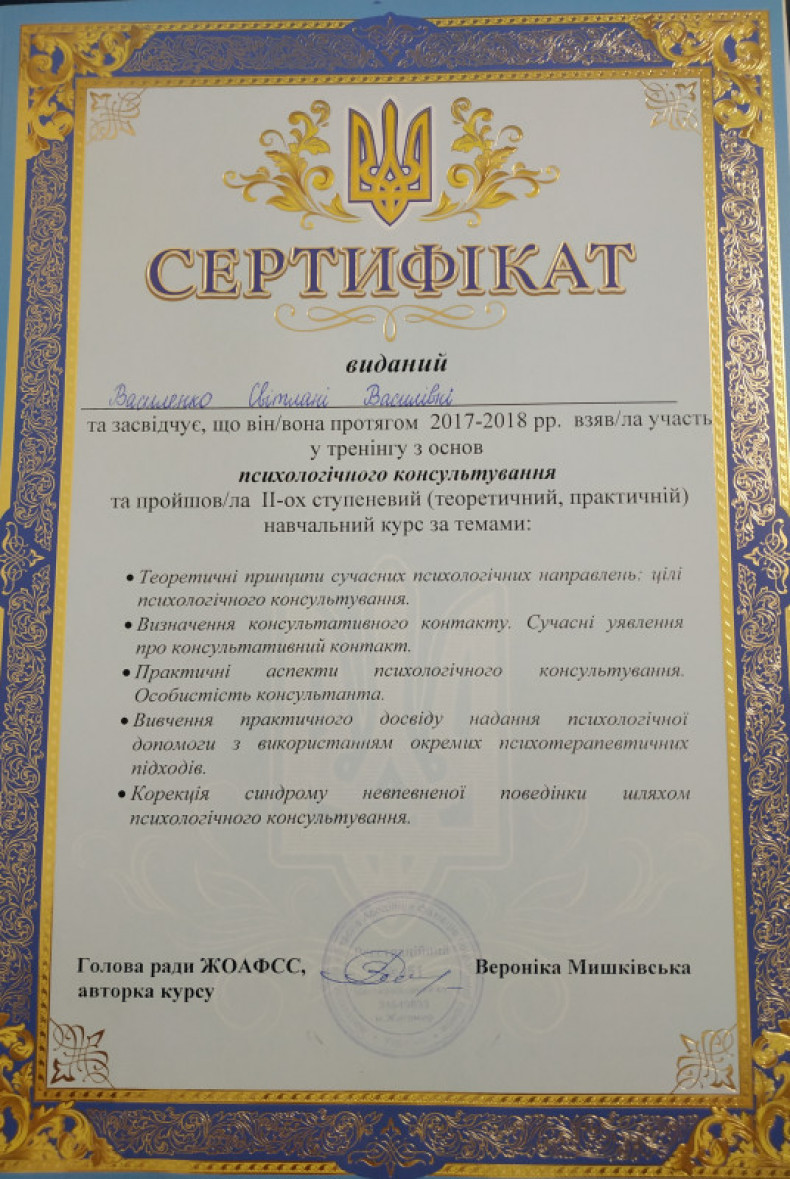 СЕРТИФІКАТ
виданий
Василенко Світлані Василівні
та засвідчує, що він/вона протягом 2017-2018 рр. взяв/ла участь
у тренінгу з основ
психологічного консультування
та пройшов/ла ІІ-ох ступеневий (теоретичний, практичній)
навчальний курс за темами:
• Теоретичні принципи сучасних психологічних направлень; цілі
психологічного консультування.
• Визначення консультативного контакту. Сучасні уявлення
про консультативний контакт.
• Практичні аспекти психологічного консультування.
Особистість консультанта.
• Вивчення практичного досвіду надання психологічної
допомоги з використанням окремих психотерапевтичних
підходів.
• Корекція синдрому невпевненої поведінки шляхом
психологічного консультування.
Голова ради ЖОАФСС,
авторка курсу
Вероніка Мишківська